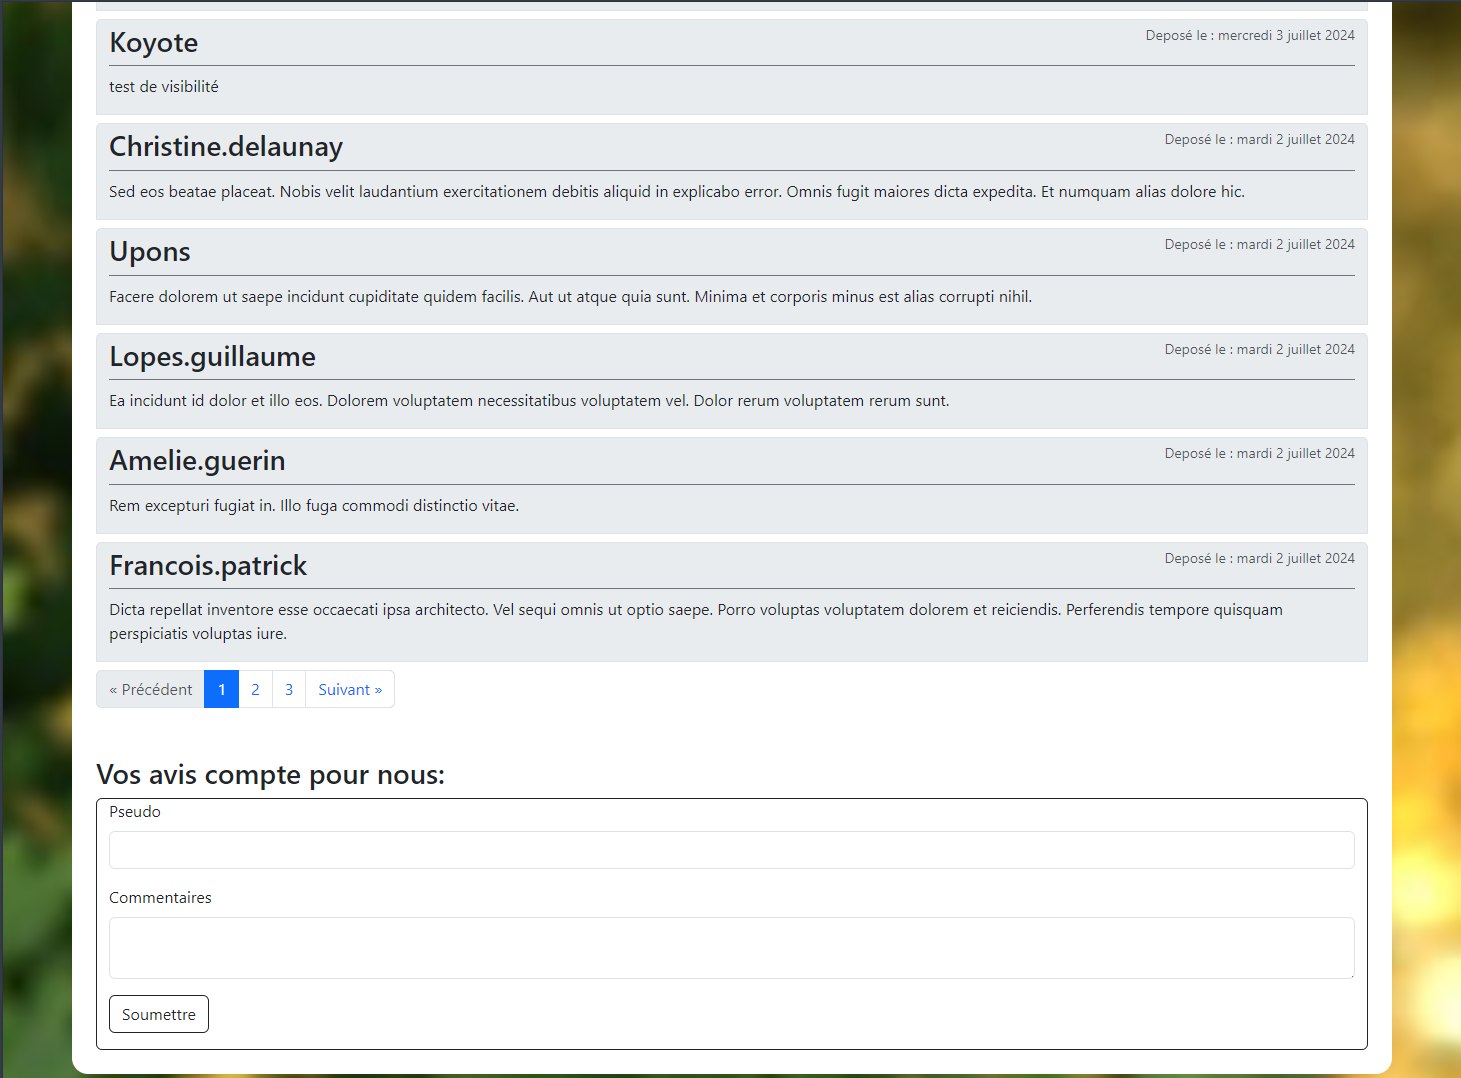 Koyote
Deposé le : mercredi 3 juillet 2024
test de visibilité
Christine.delaunay
Deposé le : mardi 2 juillet 2024
Sed eos beatae placeat. Nobis velit laudantium exercitationem debitis aliquid in explicabo error. Omnis fugit maiores dicta expedita. Et numquam alias dolore hic.
Upons
Deposé le : mardi 2 juillet 2024
Facere dolorem ut saepe incidunt cupiditate quidem facilis. Aut ut atque quia sunt. Minima et corporis minus est alias corrupti nihil.
Lopes.guillaume
Deposé le : mardi 2 juillet 2024
Ea incidunt id dolor et illo eos. Dolorem voluptatem necessitatibus voluptatem vel. Dolor rerum voluptatem rerum sunt.
Amelie.guerin
Deposé le : mardi 2 juillet 2024
Rem excepturi fugiat in. Illo fuga commodi distinctio vitae.
Francois.patrick
Deposé le : mardi 2 juillet 2024
Dicta repellat inventore esse occaecati ipsa architecto. Vel sequi omnis ut optio saepe. Porro voluptas voluptatem dolorem et reiciendis. Perferendis tempore quisquam
perspiciatis voluptas iure.
« Précédent 1 2 3 Suivant »
Vos avis compte pour nous:
Pseudo
Commentaires
Soumettre